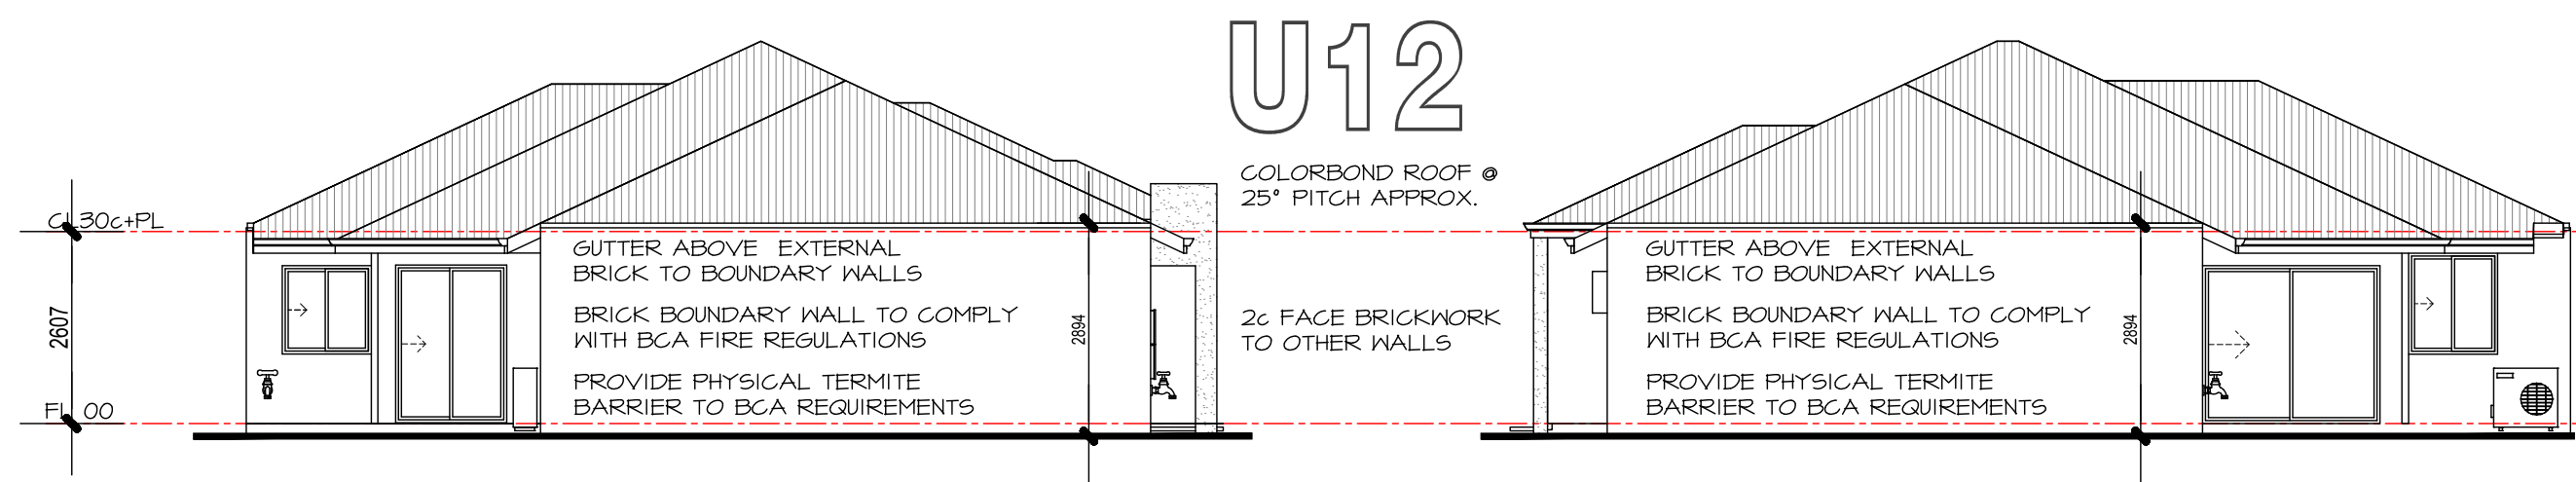 U12
COLORBOND ROOF @
25° PITCH APPROX.
CL 30c+PL
2607
FL 00
GUTTER ABOVE EXTERNAL
BRICK TO BOUNDARY WALLS
BRICK BOUNDARY WALL TO COMPLY
WITH BCA FIRE REGULATIONS
PROVIDE PHYSICAL TERMITE
BARRIER TO BCA REQUIREMENTS
2894
2c FACE BRICKWORK
TO OTHER WALLS
GUTTER ABOVE EXTERNAL
BRICK TO BOUNDARY WALLS
BRICK BOUNDARY WALL TO COMPLY
WITH BCA FIRE REGULATIONS
PROVIDE PHYSICAL TERMITE
BARRIER TO BCA REQUIREMENTS
2894